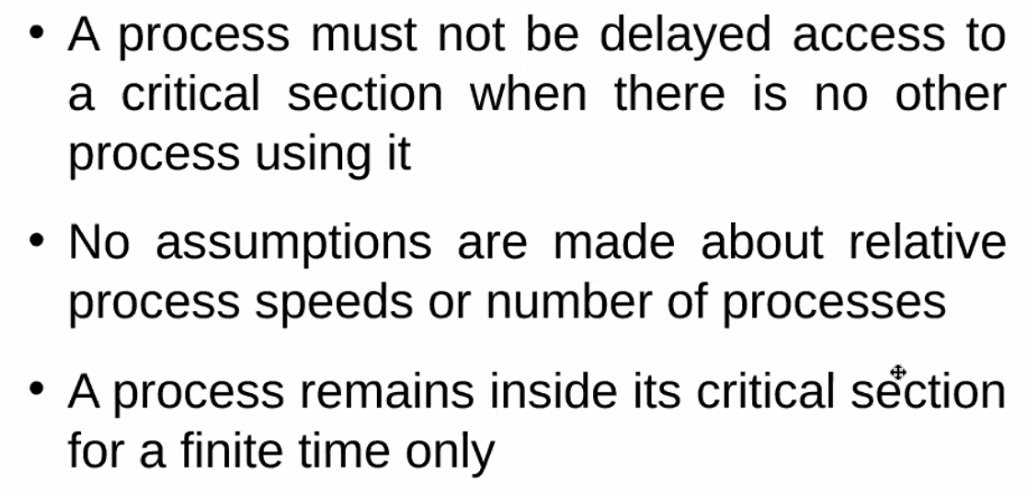 • A process must not be delayed access to
a critical section when there is no other
process using it
• No assumptions are made about relative
process speeds or number of processes
• A process remains inside its critical section
for a finite time only